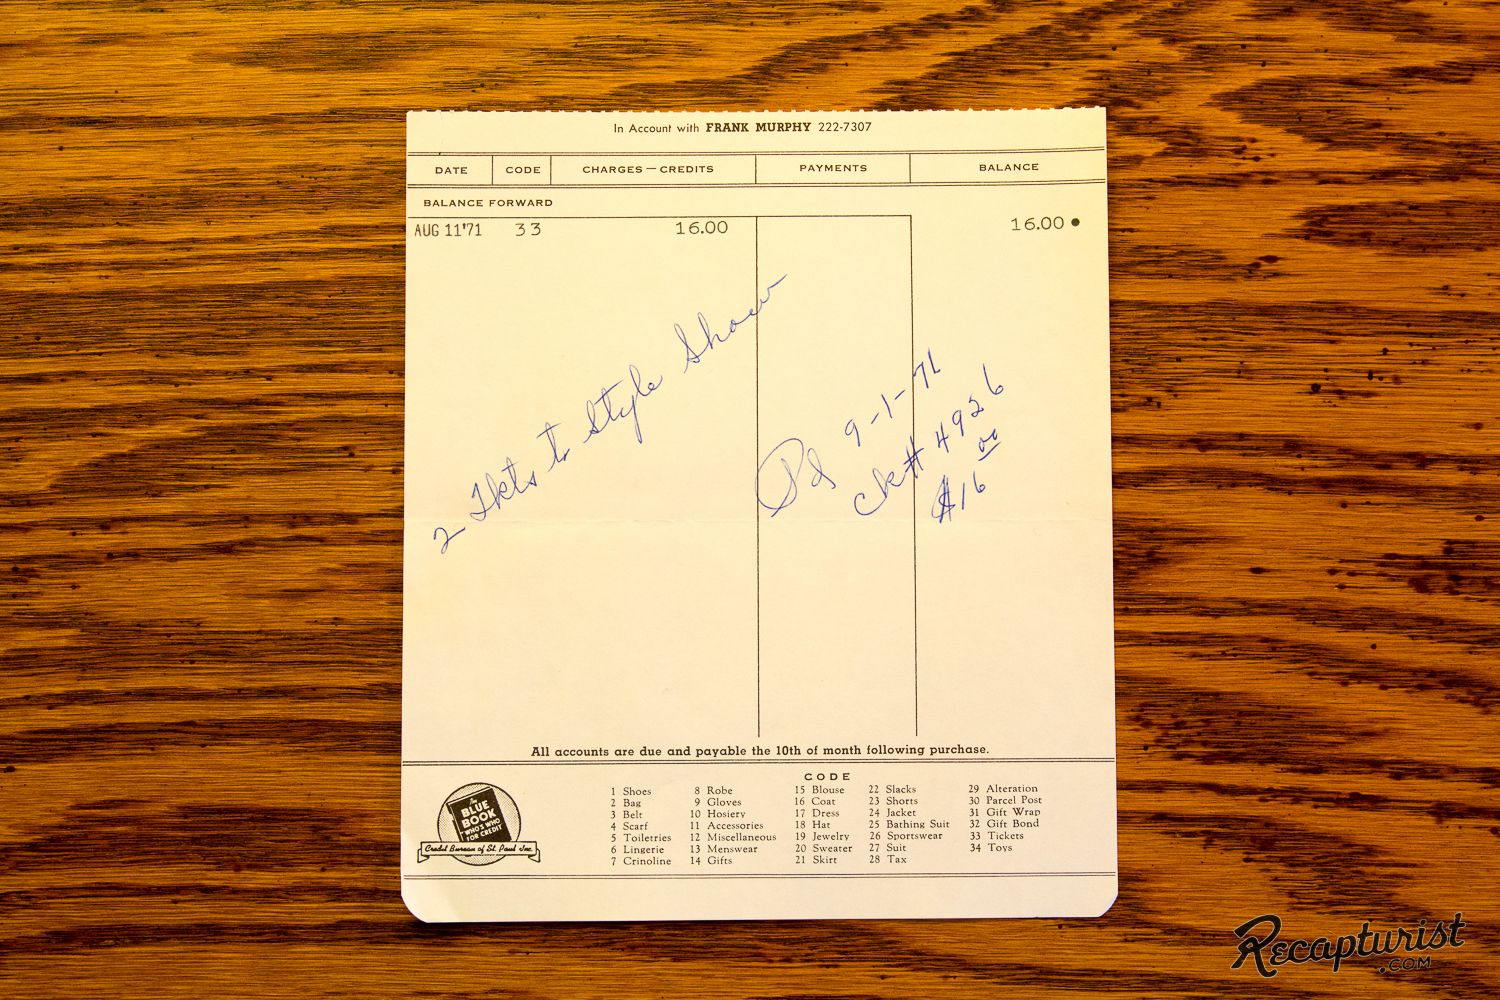 In Account with FRANK MURPHY 222-7307
DATE CODE CHARGES — CREDITS PAYMENTS BALANCE
BALANCE FORWARD
AUG 11'71 33 16.00 16.00 •
2 Tkts to Style Show
Pd 9-1-71
ck# 4926
$16 00
All accounts are due and payable the 10th of month following purchase.
The
BLUE
BOOK
WHO'S WHO
FOR CREDIT
Credit Bureau of St. Paul Inc.
CODE
1 Shoes
2 Bag
3 Belt
4 Scarf
5 Toiletries
6 Lingerie
7 Crinoline
8 Robe
9 Gloves
10 Hosiery
11 Accessories
12 Miscellaneous
13 Menswear
14 Gifts
15 Blouse
16 Coat
17 Dress
18 Hat
19 Jewelry
20 Sweater
21 Skirt
22 Slacks
23 Shorts
24 Jacket
25 Bathing Suit
26 Sportswear
27 Suit
28 Tax
29 Alteration
30 Parcel Post
31 Gift Wrap
32 Gift Bond
33 Tickets
34 Toys
Recapturist
.COM